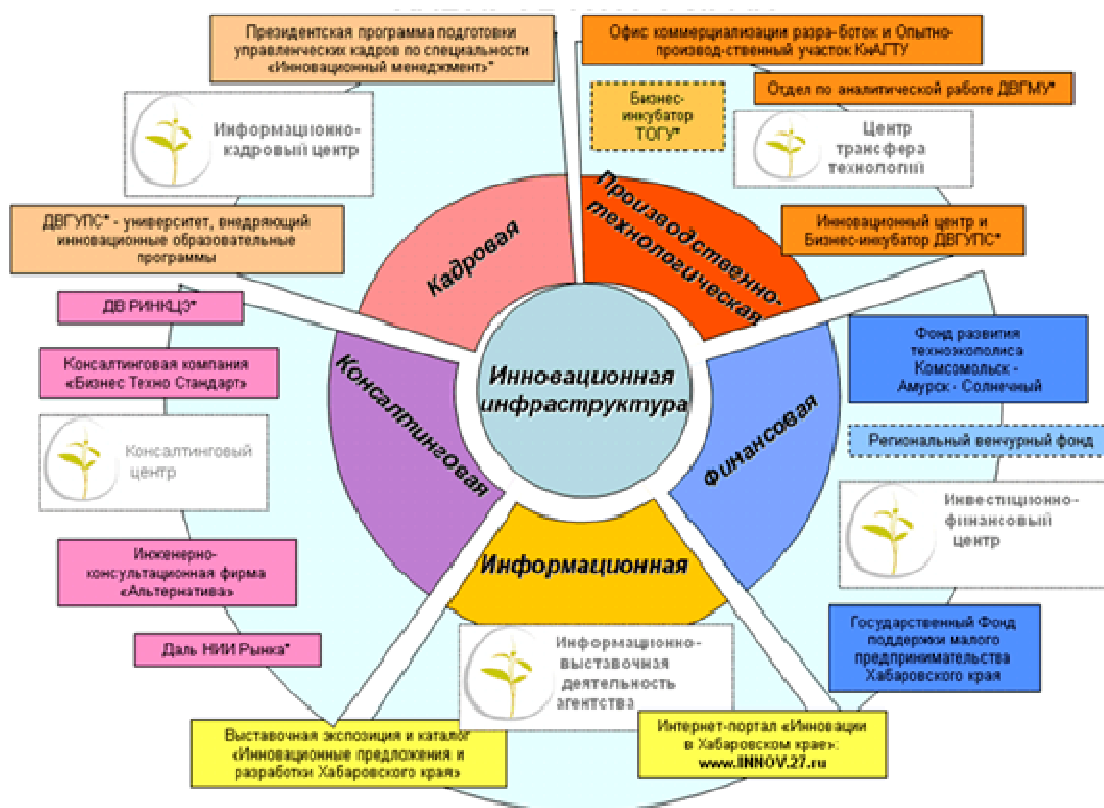 Президентская программа подготовки
управленческих кадров по специальности
«Инновационный менеджмент»*
Офис коммерциализации разра-боток и Опытно-
производ-ственный участок КнАГТУ
Отдел по аналитической работе ДВГМУ*
Бизнес-
инкубатор
ТОГУ*
Информационно-
кадровый центр
Центр
трансфера
технологий
ДВГУПС* - университет, внедряющий
инновационные образовательные
программы
Инновационный центр и
Бизнес-инкубатор ДВГУПС*
Кадровая
Производственно-
технологическая
ДВ РИНКЦЭ*
Консалтинговая компания
«Бизнес Техно Стандарт»
Консалтинговый
центр
Инженерно-
консультационная фирма
«Альтернатива»
Даль НИИ Рынка*
Консалтинговая
Инновационная
инфраструктура
Финансовая
Фонд развития
техноэкополиса
Комсомольск -
Амурск - Солнечный
Региональный венчурный фонд
Инвестиционно-
финансовый
центр
Государственный Фонд
поддержки малого
предпринимательства
Хабаровского края
Информационная
Информационно-
выставочная
деятельность
агентства
Выставочная экспозиция и каталог
«Инновационные предложения и
разработки Хабаровского края»
Интернет-портал «Инновации
в Хабаровском крае»:
www.IINNOV.27.ru